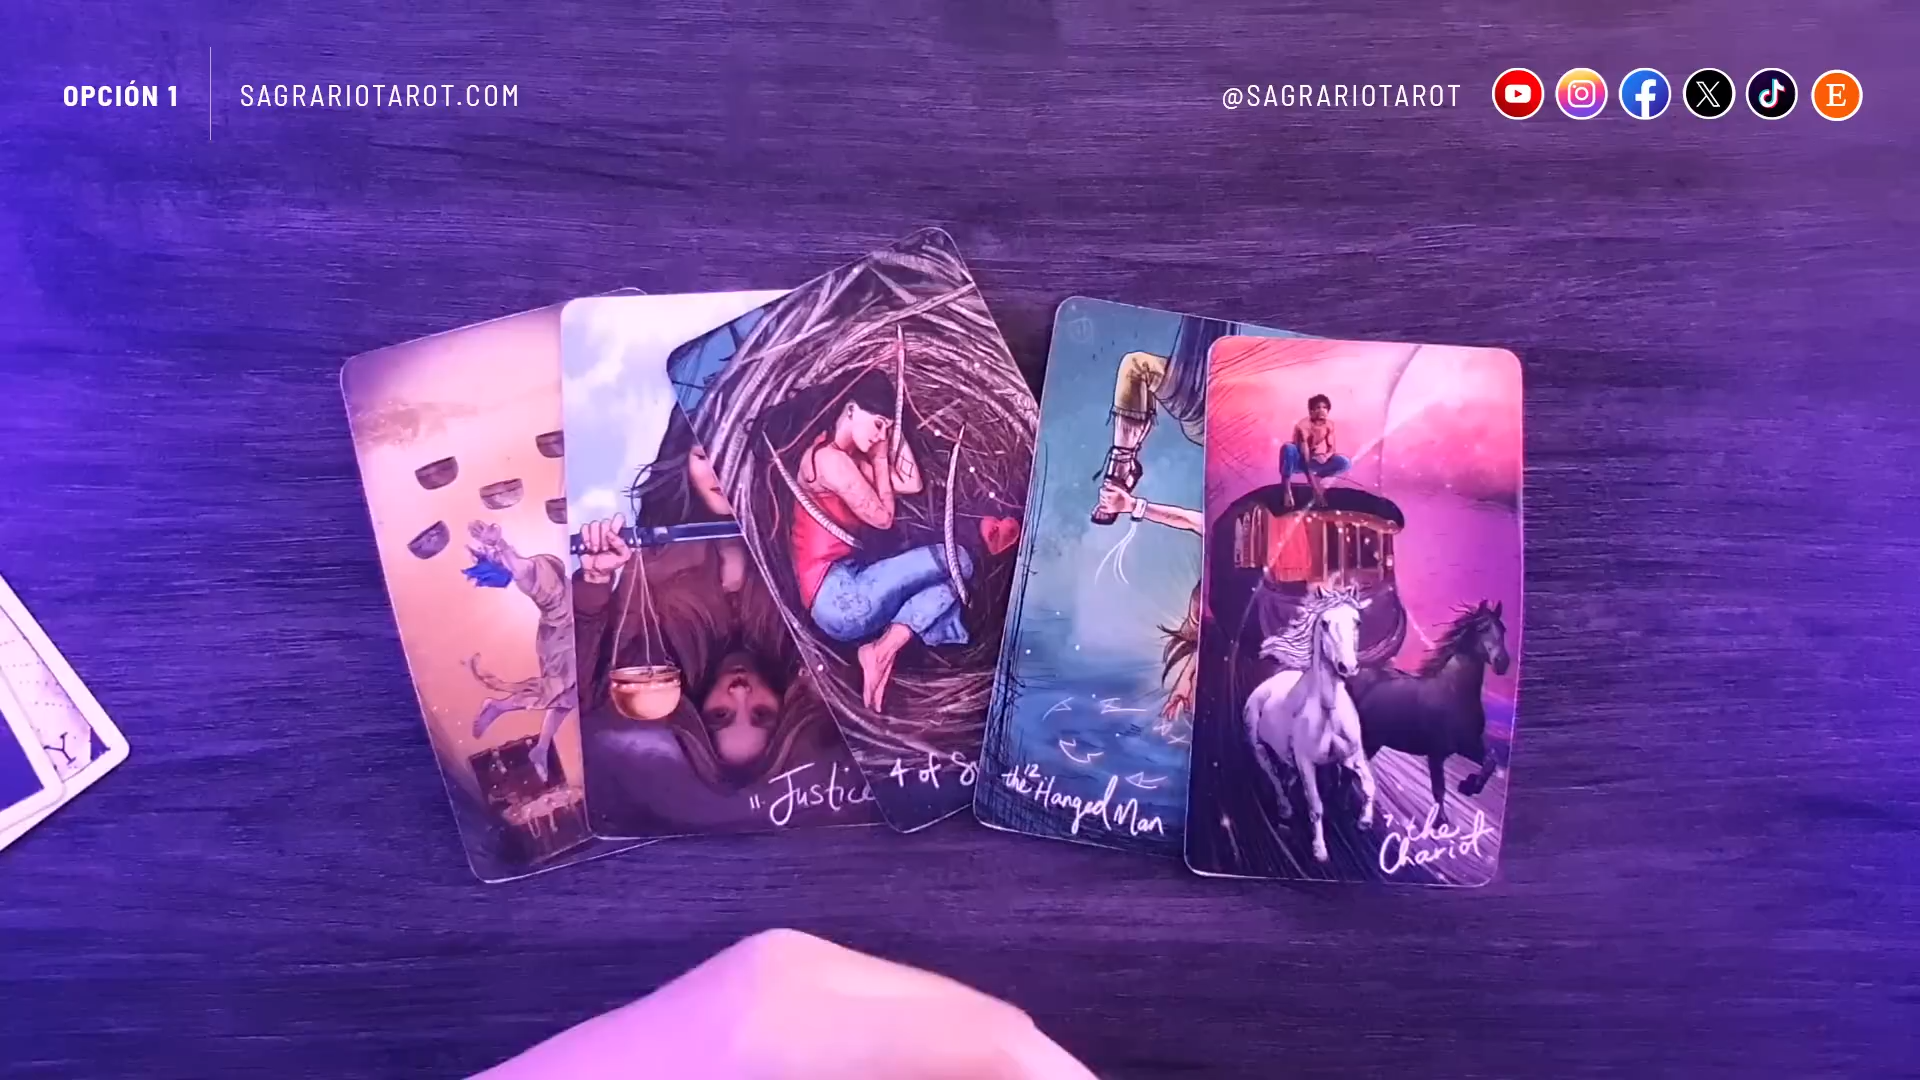 OPCIÓN 1
SAGRARIOTAROT.COM
@SAGRARIOTAROT
11. Justice
4 of
12
the Hanged Man
7 the
Chariot